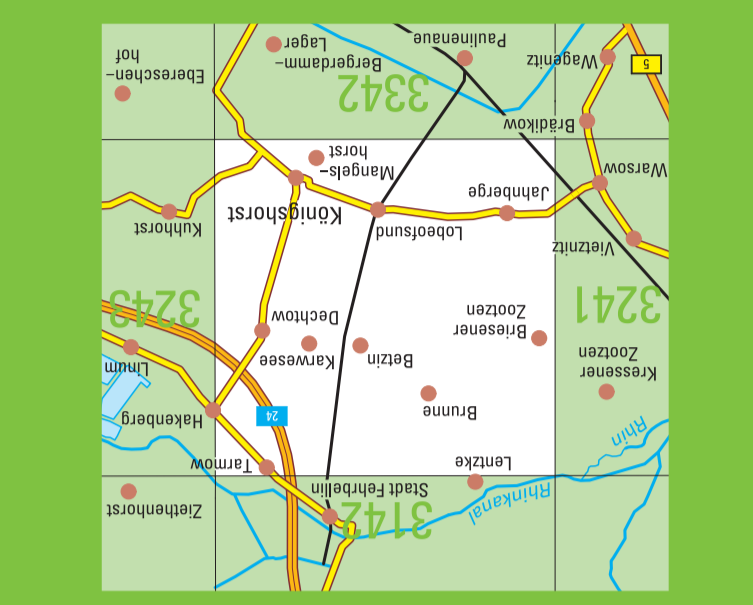 3142
Ziethenhorst
Rhinkanal
Stadt Fehrbellin
Rhin
Lentzke
Tarmow
Hakenberg
24
Brunne
Kressener
Zootzen
Linum
Betzin
Karwesee
Briesener
Zootzen
Dechtow
3241
3243
Vietznitz
Lobeofsund
Kuhhorst
Königshorst
Jahnberge
Warsow
Mangels-
horst
Brädikow
3342
Ebereschen-
hof
5
Wagenitz
Bergerdamm-
Lager
Paulinenaue